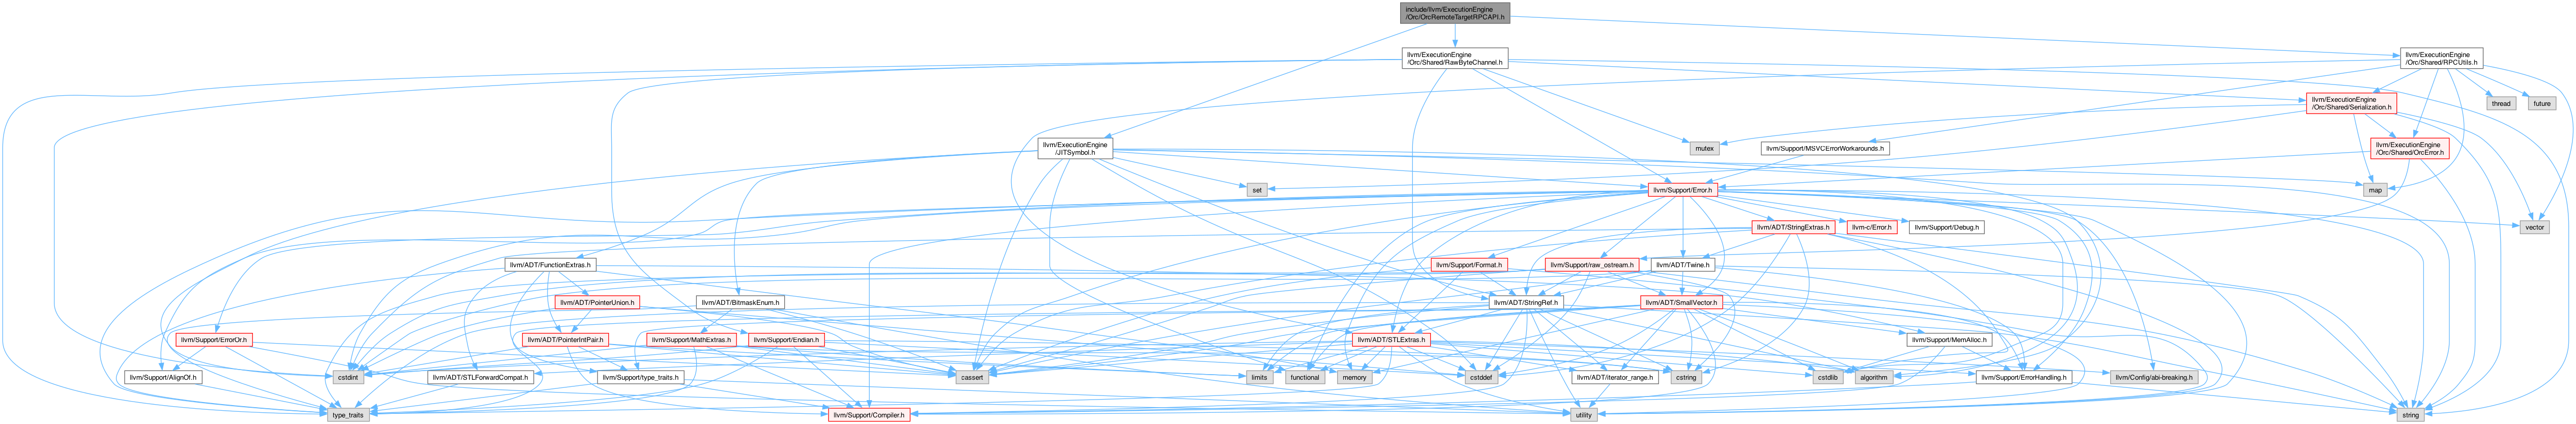 include/llvm/ExecutionEngine
/Orc/OrcRemoteTargetRPCAPI.h
llvm/ExecutionEngine
/Orc/Shared/RawByteChannel.h
llvm/ExecutionEngine
/Orc/Shared/RPCUtils.h
llvm/ExecutionEngine
/Orc/Shared/Serialization.h
thread
future
llvm/ExecutionEngine
/JITSymbol.h
mutex
llvm/Support/MSVCErrorWorkarounds.h
llvm/ExecutionEngine
/Orc/Shared/OrcError.h
set
llvm/Support/Error.h
map
llvm/ADT/StringExtras.h
llvm-c/Error.h
llvm/Support/Debug.h
vector
llvm/ADT/FunctionExtras.h
llvm/Support/Format.h
llvm/Support/raw_ostream.h
llvm/ADT/Twine.h
llvm/ADT/PointerUnion.h
llvm/ADT/BitmaskEnum.h
llvm/ADT/StringRef.h
llvm/ADT/SmallVector.h
llvm/Support/ErrorOr.h
llvm/ADT/PointerIntPair.h
llvm/Support/MathExtras.h
llvm/Support/Endian.h
llvm/ADT/STLExtras.h
llvm/Support/MemAlloc.h
llvm/Support/AlignOf.h
cstdint
llvm/ADT/STLForwardCompat.h
llvm/Support/type_traits.h
cassert
limits
functional
memory
cstddef
llvm/ADT/iterator_range.h
cstring
cstdlib
algorithm
llvm/Support/ErrorHandling.h
llvm/Config/abi-breaking.h
type_traits
llvm/Support/Compiler.h
utility
string